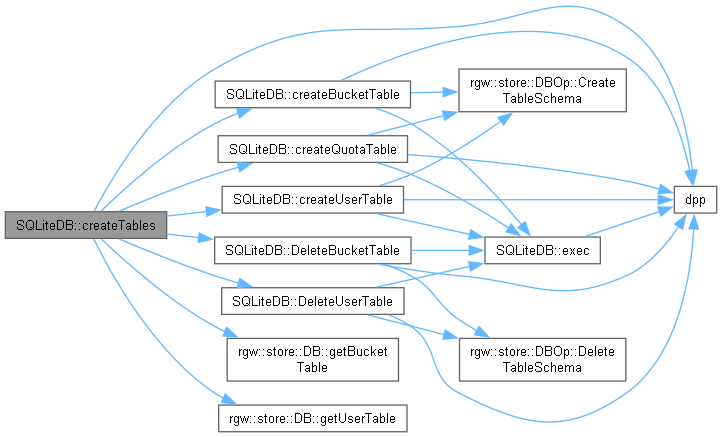 SQLiteDB::createTables
SQLiteDB::createBucketTable
SQLiteDB::createQuotaTable
SQLiteDB::createUserTable
SQLiteDB::DeleteBucketTable
SQLiteDB::DeleteUserTable
rgw::store::DB::getBucket
Table
rgw::store::DB::getUserTable
rgw::store::DBOp::Create
TableSchema
SQLiteDB::exec
rgw::store::DBOp::Delete
TableSchema
dpp